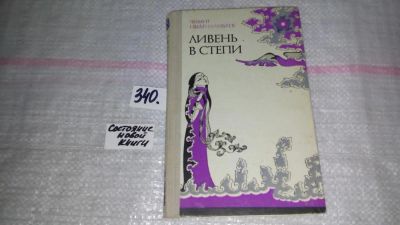 ЛИВЕНЬ
В СТЕПИ
340.
Состояние
новой
книги